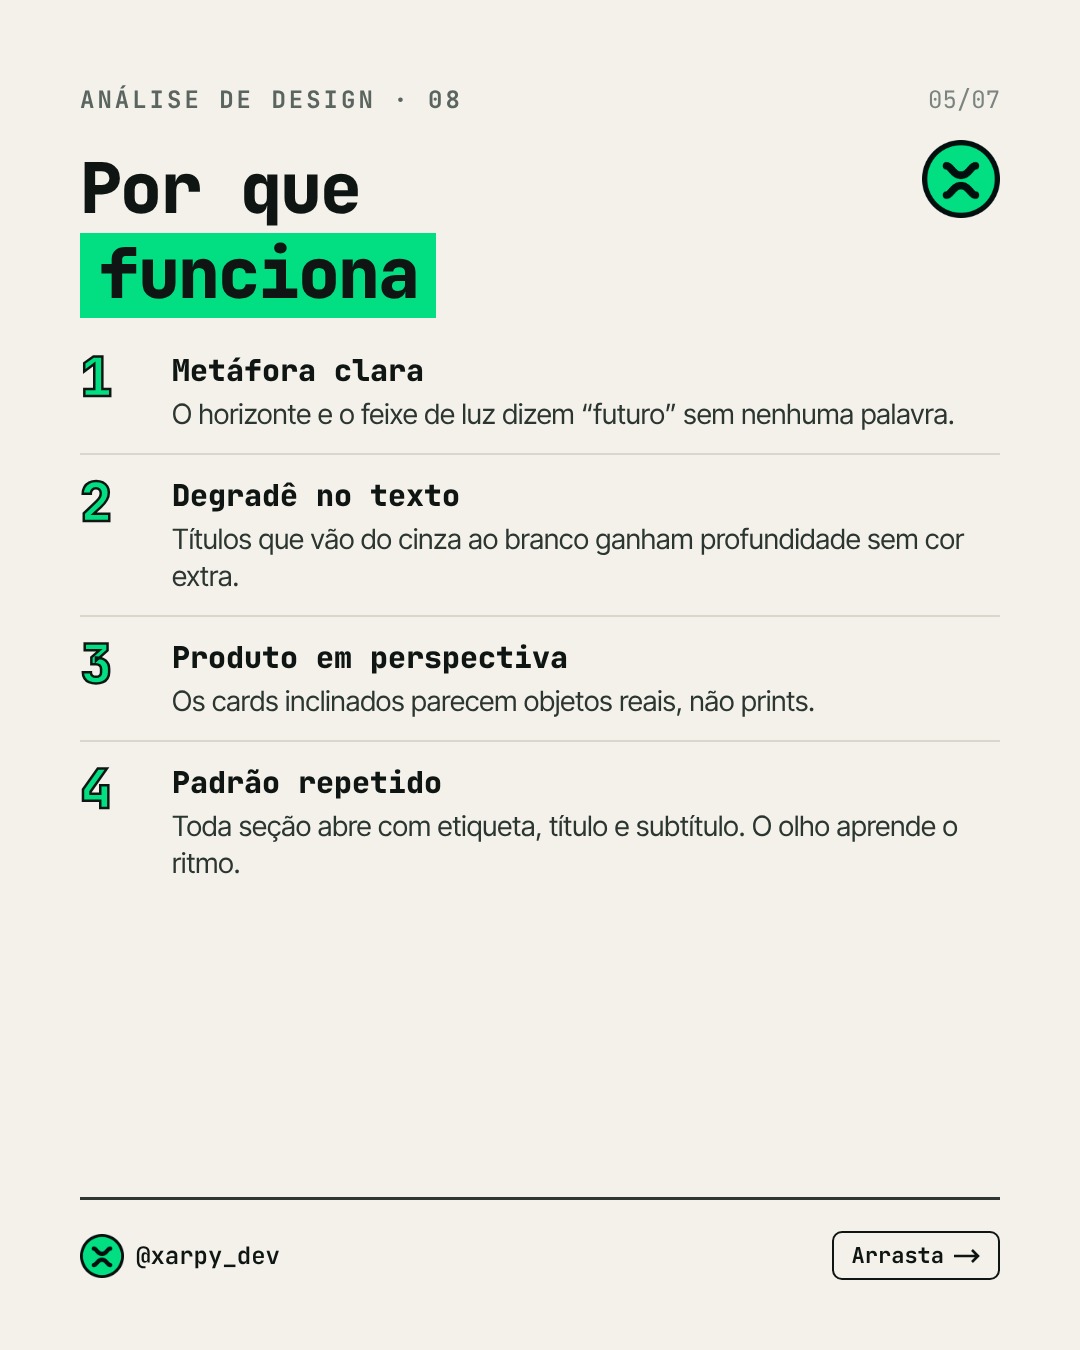 ANÁLISE DE DESIGN · 08
05/07
Por que
funciona
1
Metáfora clara
O horizonte e o feixe de luz dizem “futuro” sem nenhuma palavra.
2
Degradê no texto
Títulos que vão do cinza ao branco ganham profundidade sem cor
extra.
3
Produto em perspectiva
Os cards inclinados parecem objetos reais, não prints.
4
Padrão repetido
Toda seção abre com etiqueta, título e subtítulo. O olho aprende o
ritmo.
@xarpy_dev
Arrasta →